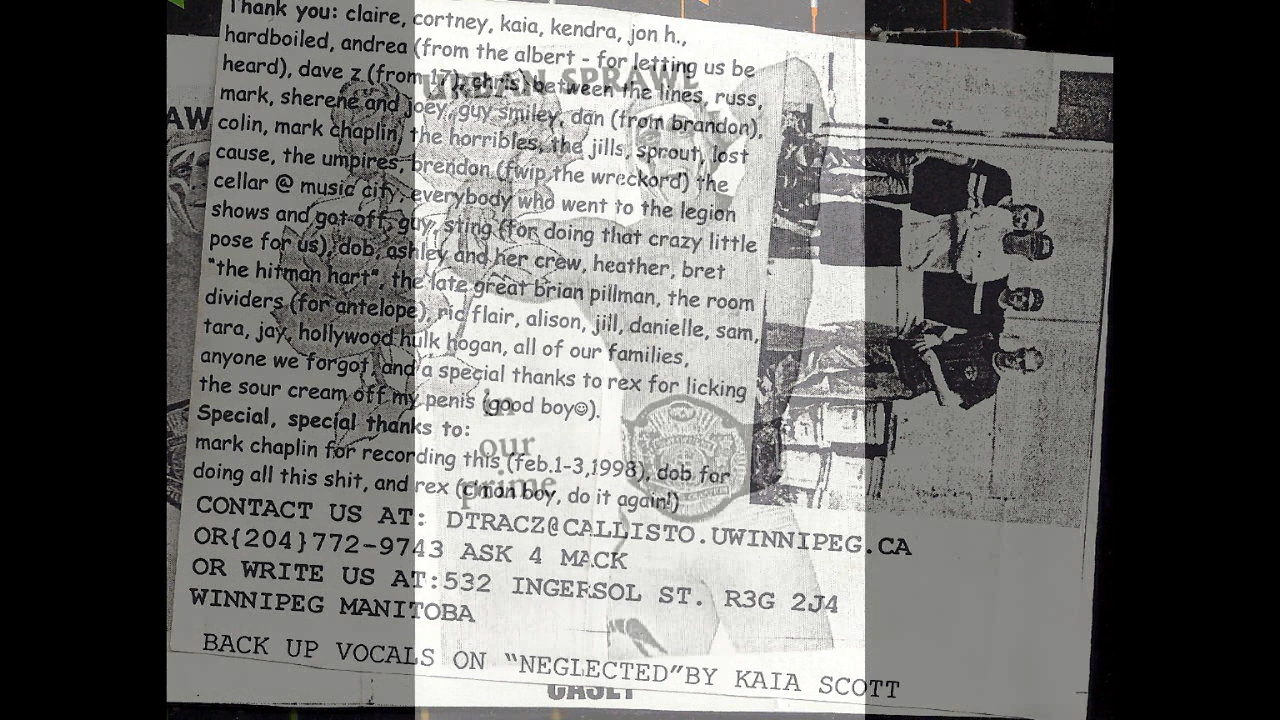 Thank you: claire, cortney, kaia, kendra, jon h.,
hardboiled, andrea (from the albert - for letting us be
heard), dave z (from 17), chris, between the lines, russ,
mark, sherene and joey, guy smiley, dan (from brandon),
colin, mark chaplin, the horribles, the jills, sprout, lost
cause, the umpires, brendon (fwip the wreckord) the
cellar @ music city, everybody who went to the legion
shows and got off, guy, sting (for doing that crazy little
pose for us), dob, ashley and her crew, heather, bret
"the hitman hart", the late great brian pillman, the room
dividers (for antelope), ric flair, alison, jill, danielle, sam,
tara, jay, hollywood hulk hogan, all of our families,
anyone we forgot, and a special thanks to rex for licking
the sour cream off my penis (good boy☺).
Special, special thanks to:
mark chaplin for recording this (feb.1-3,1998), dob for
doing all this shit, and rex (c'mon boy, do it again!)
CONTACT US AT: DTRACZ@CALLISTO.UWINNIPEG.CA
OR{204}772-9743 ASK 4 MACK
OR WRITE US AT:532 INGERSOL ST. R3G 2J4
WINNIPEG MANITOBA
BACK UP VOCALS ON "NEGLECTED"BY KAIA SCOTT
URBAN SPRAWL
AW
in
our
prime